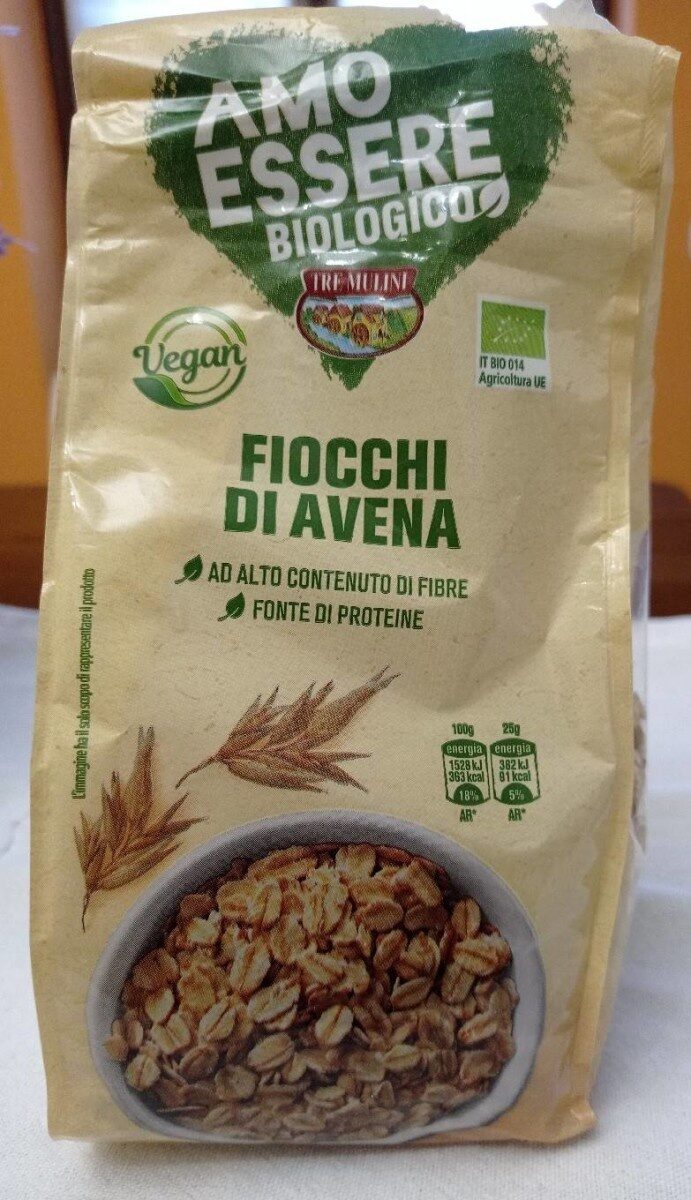 AMO
ESSERE
BIOLOGICO
TRE MULINI
Vegan
IT BIO 014
Agricoltura UE
FIOCCHI
DI AVENA
AD ALTO CONTENUTO DI FIBRE
FONTE DI PROTEINE
L'immagine ha il solo scopo di rappresentare il prodotto
100g 25g
energia energia
1528 kJ 382 kJ
363 kcal 91 kcal
18% 5%
AR* AR*